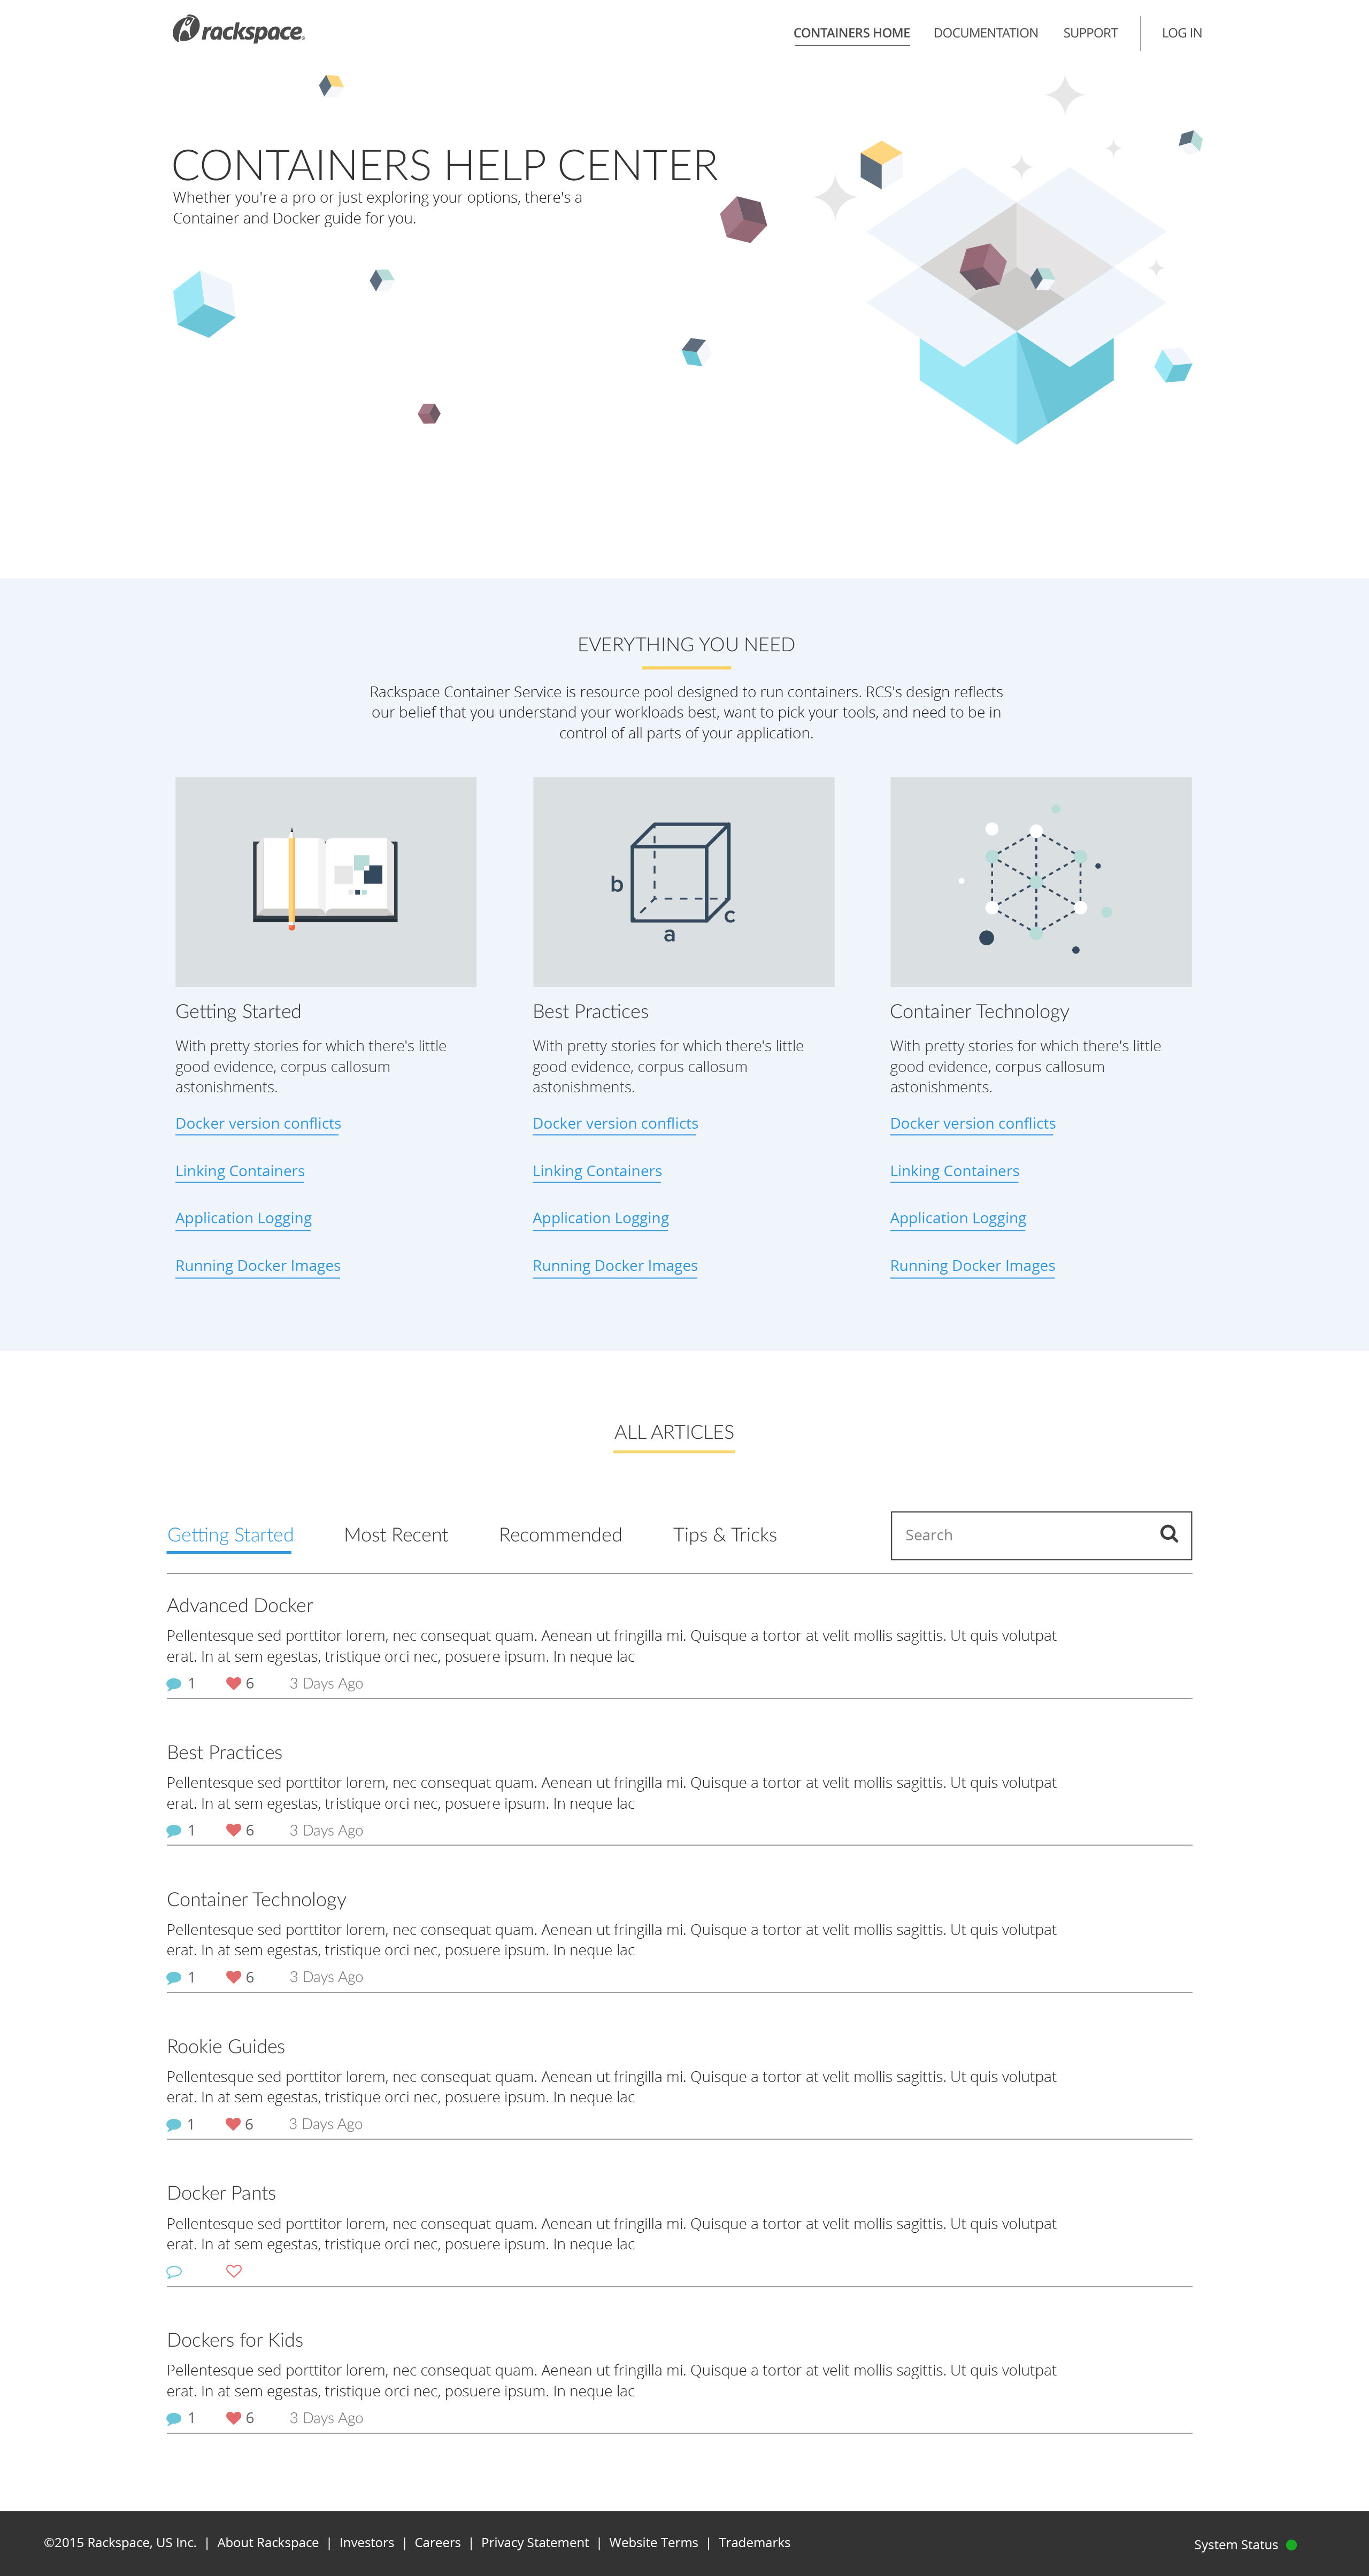 rackspace®
CONTAINERS HOME DOCUMENTATION SUPPORT LOG IN
CONTAINERS HELP CENTER
Whether you're a pro or just exploring your options, there's a
Container and Docker guide for you.
EVERYTHING YOU NEED
Rackspace Container Service is resource pool designed to run containers. RCS's design reflects
our belief that you understand your workloads best, want to pick your tools, and need to be in
control of all parts of your application.
b
c
a
Getting Started
With pretty stories for which there's little
good evidence, corpus callosum
astonishments.
Docker version conflicts
Linking Containers
Application Logging
Running Docker Images
Best Practices
With pretty stories for which there's little
good evidence, corpus callosum
astonishments.
Docker version conflicts
Linking Containers
Application Logging
Running Docker Images
Container Technology
With pretty stories for which there's little
good evidence, corpus callosum
astonishments.
Docker version conflicts
Linking Containers
Application Logging
Running Docker Images
ALL ARTICLES
Getting Started Most Recent Recommended Tips & Tricks Search
Advanced Docker
Pellentesque sed porttitor lorem, nec consequat quam. Aenean ut fringilla mi. Quisque a tortor at velit mollis sagittis. Ut quis volutpat
erat. In at sem egestas, tristique orci nec, posuere ipsum. In neque lac
1 6 3 Days Ago
Best Practices
Pellentesque sed porttitor lorem, nec consequat quam. Aenean ut fringilla mi. Quisque a tortor at velit mollis sagittis. Ut quis volutpat
erat. In at sem egestas, tristique orci nec, posuere ipsum. In neque lac
1 6 3 Days Ago
Container Technology
Pellentesque sed porttitor lorem, nec consequat quam. Aenean ut fringilla mi. Quisque a tortor at velit mollis sagittis. Ut quis volutpat
erat. In at sem egestas, tristique orci nec, posuere ipsum. In neque lac
1 6 3 Days Ago
Rookie Guides
Pellentesque sed porttitor lorem, nec consequat quam. Aenean ut fringilla mi. Quisque a tortor at velit mollis sagittis. Ut quis volutpat
erat. In at sem egestas, tristique orci nec, posuere ipsum. In neque lac
1 6 3 Days Ago
Docker Pants
Pellentesque sed porttitor lorem, nec consequat quam. Aenean ut fringilla mi. Quisque a tortor at velit mollis sagittis. Ut quis volutpat
erat. In at sem egestas, tristique orci nec, posuere ipsum. In neque lac
Dockers for Kids
Pellentesque sed porttitor lorem, nec consequat quam. Aenean ut fringilla mi. Quisque a tortor at velit mollis sagittis. Ut quis volutpat
erat. In at sem egestas, tristique orci nec, posuere ipsum. In neque lac
1 6 3 Days Ago
©2015 Rackspace, US Inc. | About Rackspace | Investors | Careers | Privacy Statement | Website Terms | Trademarks System Status